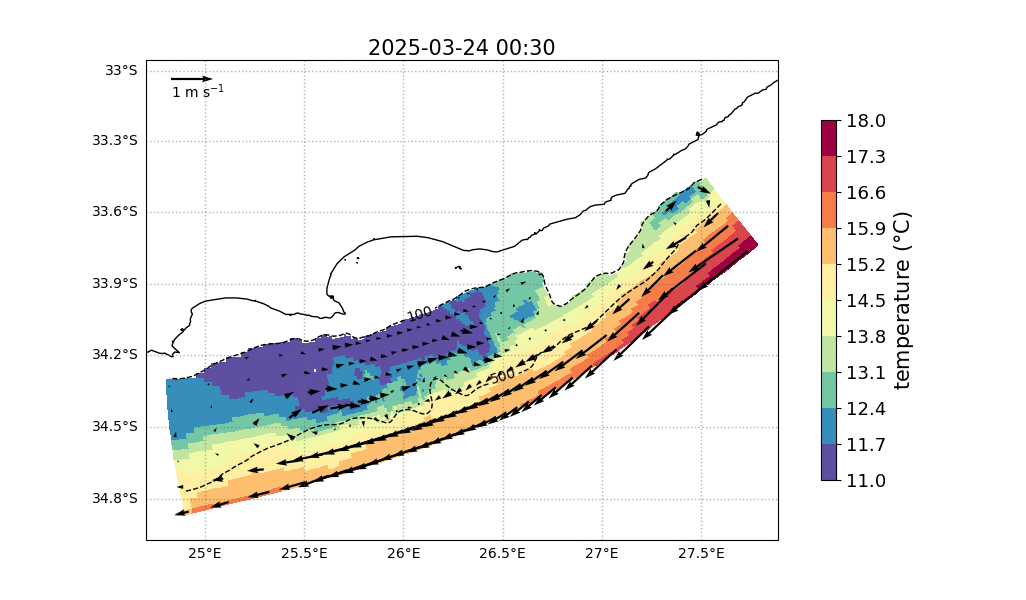 2025-03-24 00:30
33°S
33.3°S
33.6°S
33.9°S
34.2°S
34.5°S
34.8°S
1 m s⁻¹
100
500
25°E
25.5°E
26°E
26.5°E
27°E
27.5°E
18.0
17.3
16.6
15.9
15.2
14.5
13.8
13.1
12.4
11.7
11.0
temperature (°C)